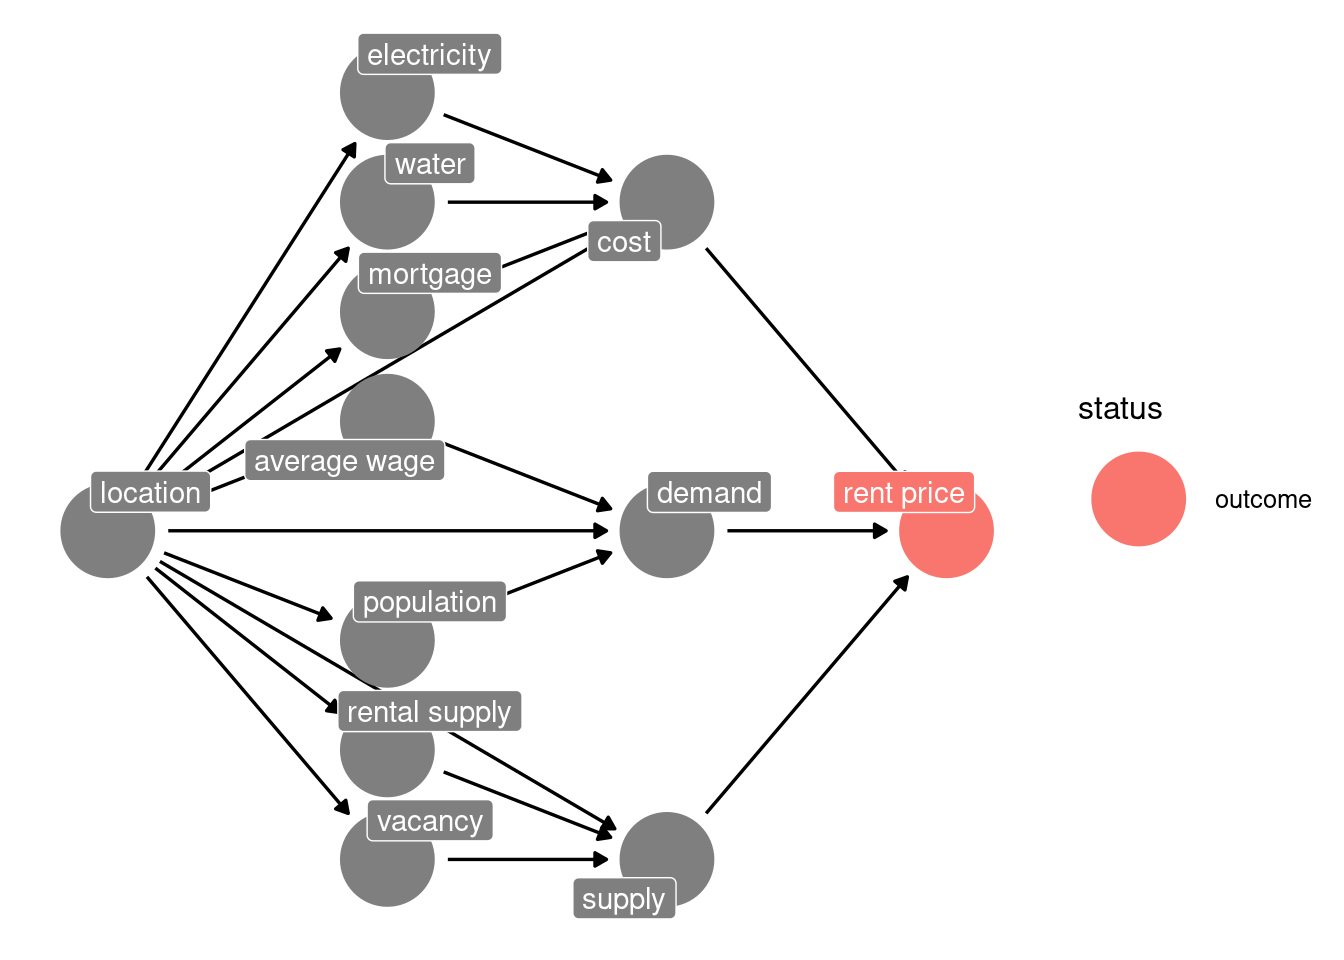 electricity
water
mortgage
cost
average wage
location
demand
rent price
population
rental supply
vacancy
supply
status
outcome